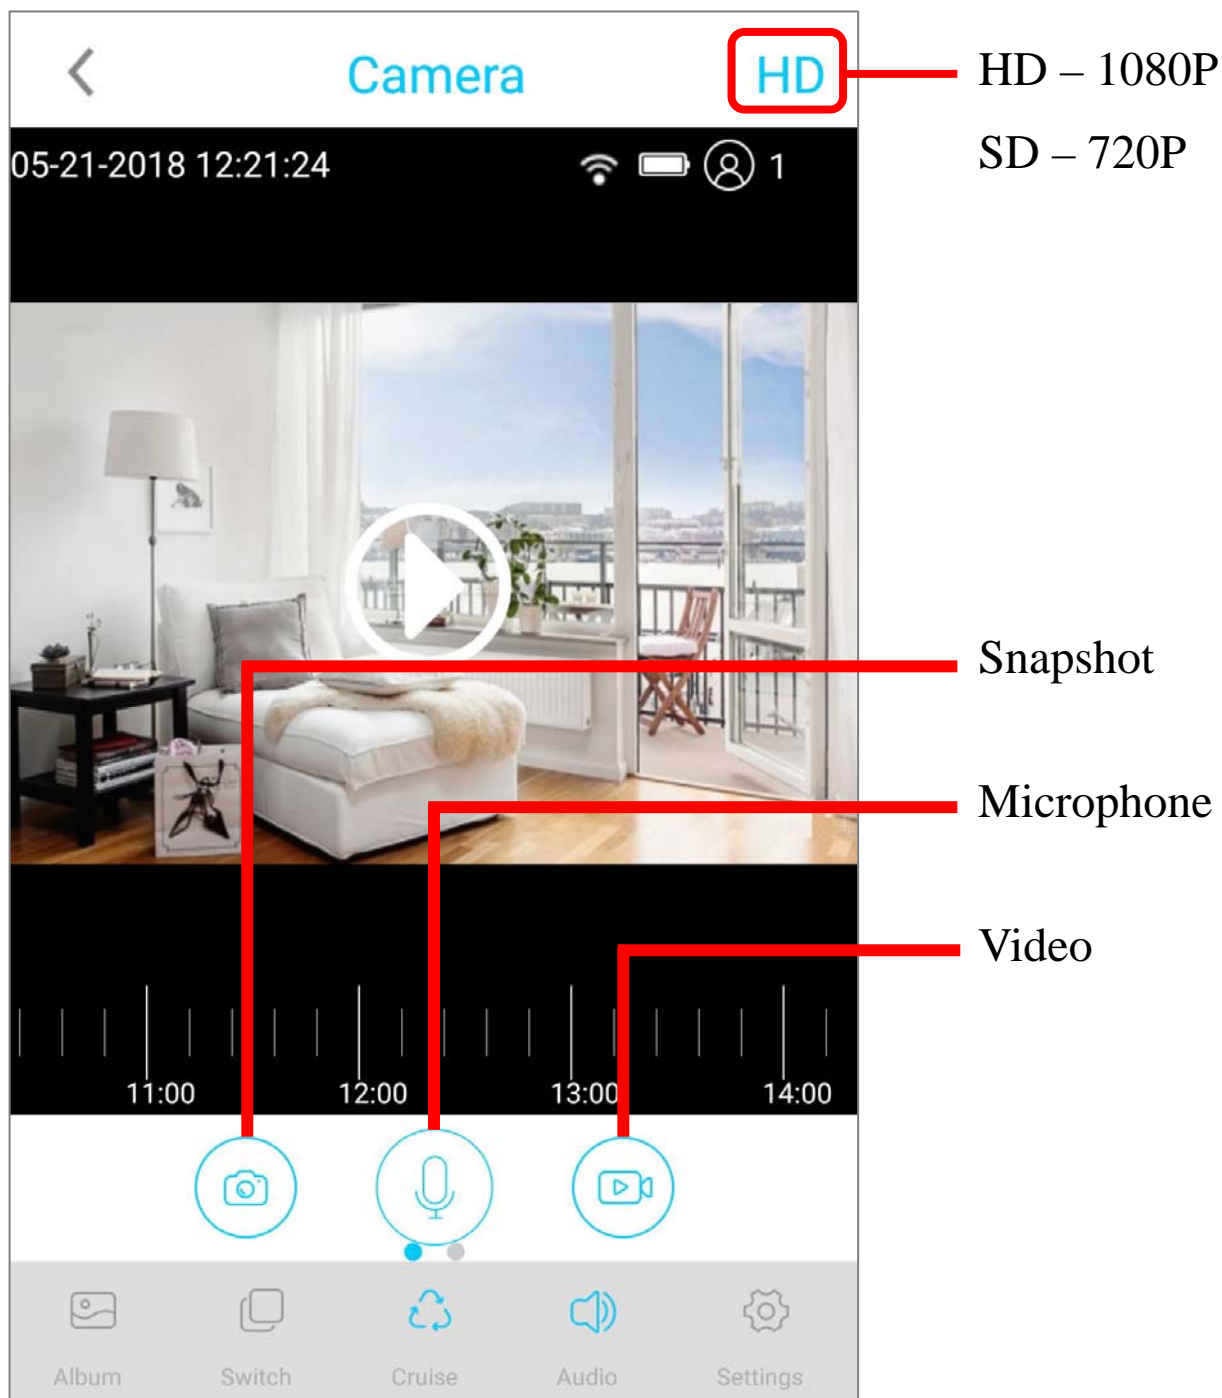 Camera
HD
HD – 1080P
SD – 720P
05-21-2018 12:21:24
1
Snapshot
Microphone
Video
11:00
12:00
13:00
14:00
Album
Switch
Cruise
Audio
Settings